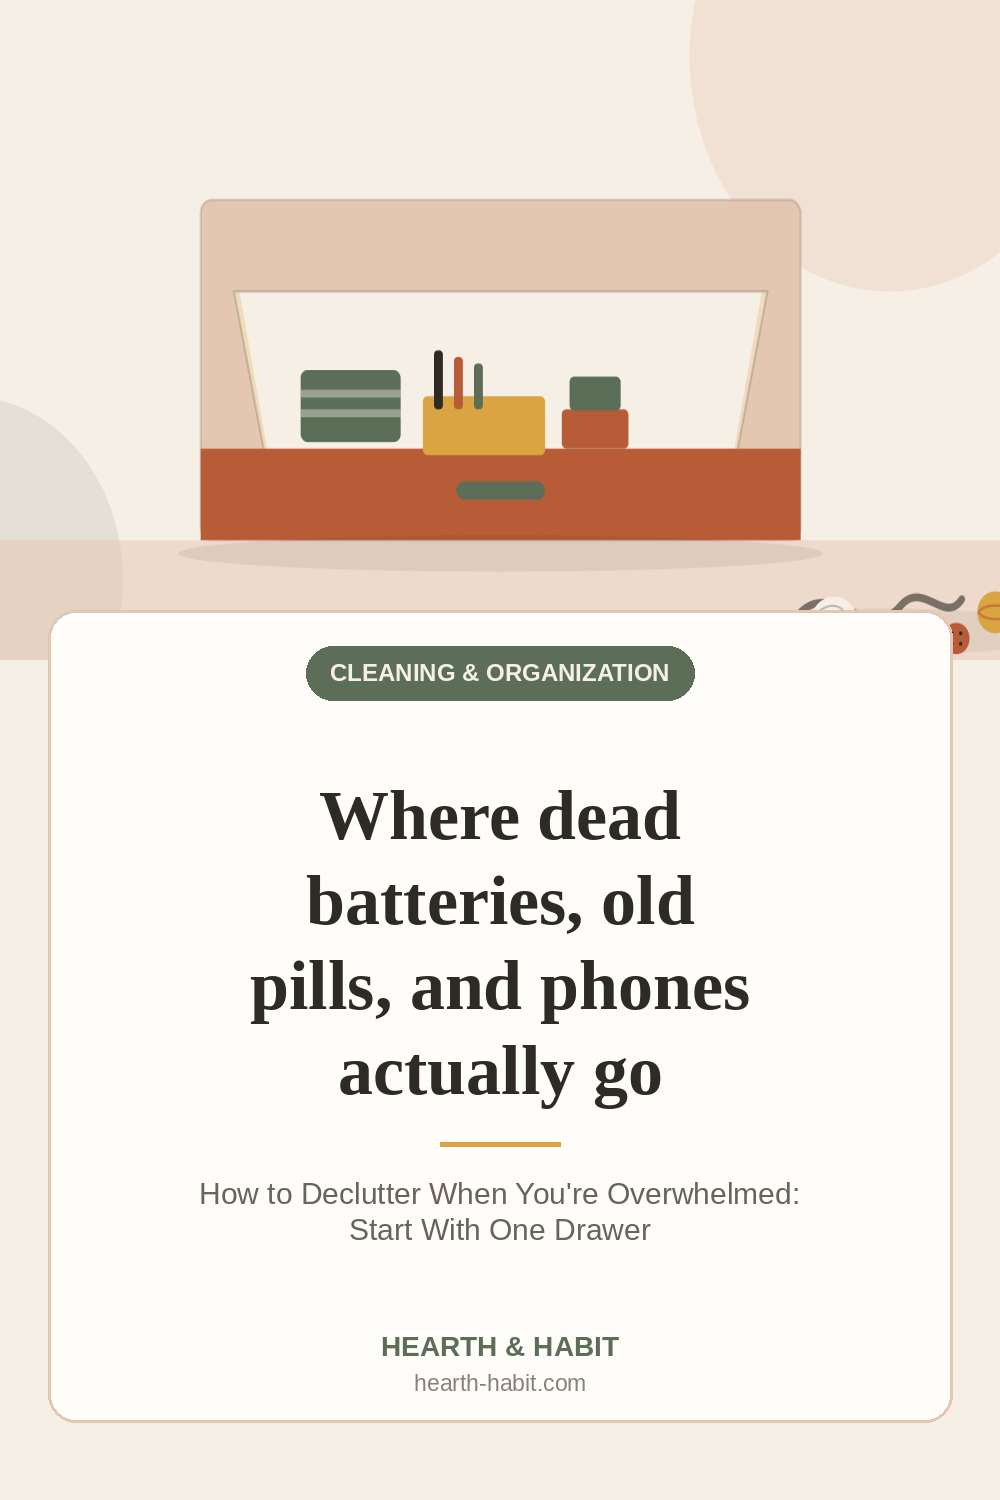 CLEANING & ORGANIZATION
Where dead
batteries, old
pills, and phones
actually go
How to Declutter When You're Overwhelmed:
Start With One Drawer
HEARTH & HABIT
hearth-habit.com